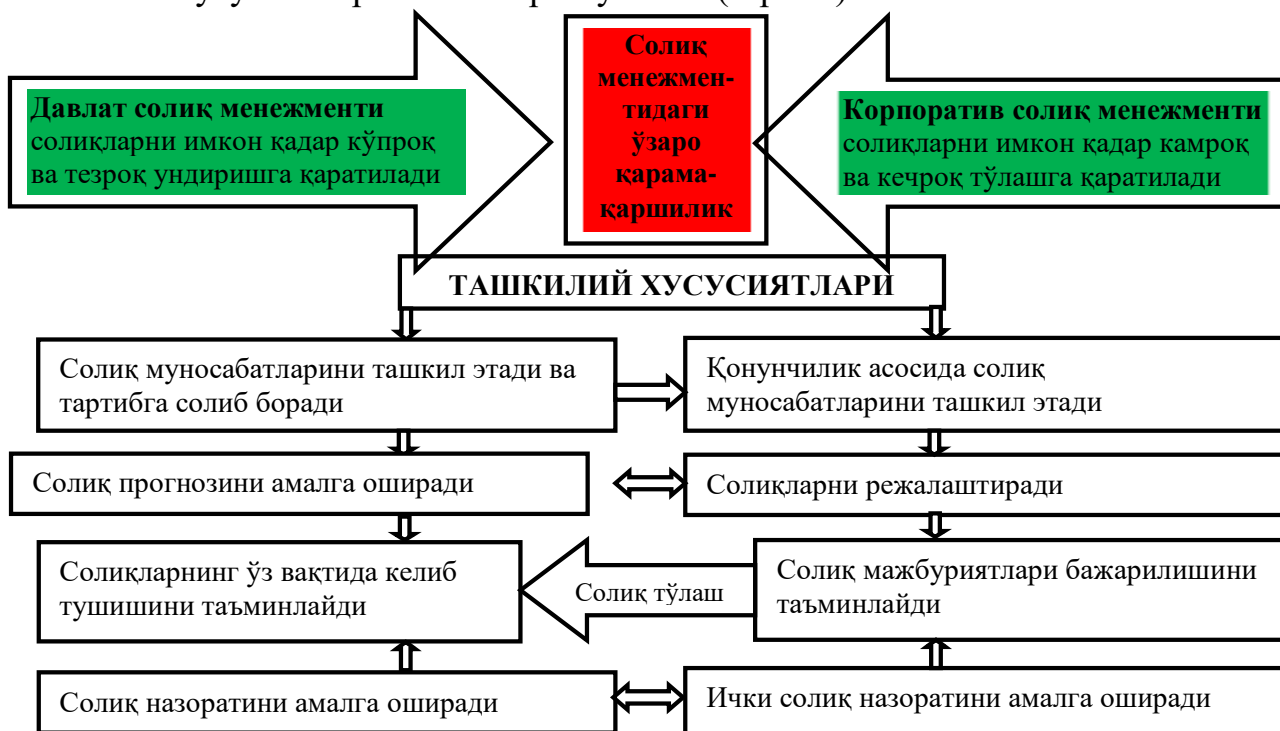 Давлат солиқ менежменти
солиқларни имкон қадар кўпроқ
ва тезроқ ундиришга қаратилади
Солиқ
менежмен-
тидаги
ўзаро
қарама-
қаршилик
Корпоратив солиқ менежменти
солиқларни имкон қадар камроқ
ва кечроқ тўлашга қаратилади
ТАШКИЛИЙ ХУСУСИЯТЛАРИ
Солиқ муносабатларини ташкил этади ва
тартибга солиб боради
Қонунчилик асосида солиқ
муносабатларини ташкил этади
Солиқ прогнозини амалга оширади
Солиқларни режалаштиради
Солиқларнинг ўз вақтида келиб
тушишини таъминлайди
Солиқ тўлаш
Солиқ мажбуриятлари бажарилишини
таъминлайди
Солиқ назоратини амалга оширади
Ички солиқ назоратини амалга оширади